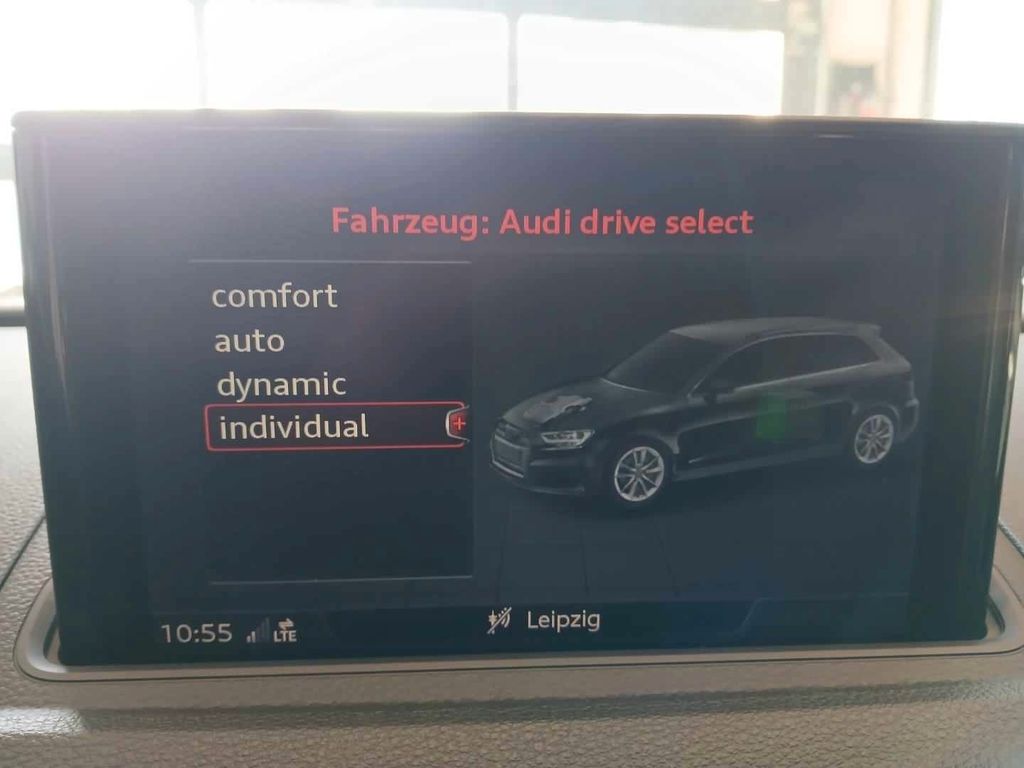 Fahrzeug: Audi drive select
comfort
auto
dynamic
individual
10:55 LTE Leipzig